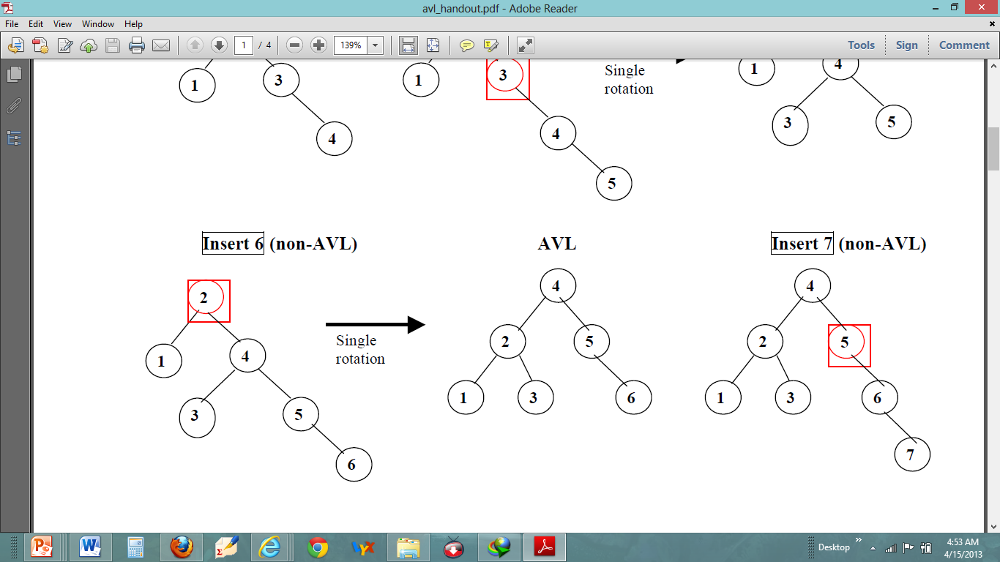 avl_handout.pdf - Adobe Reader
File Edit View Window Help
1 / 4 139% Tools Sign Comment
1 3 1 3 Single 1 4
rotation
4 4 3 5
5
Insert 6 (non-AVL) AVL Insert 7 (non-AVL)
2 4 4
Single
rotation
1 4 2 5 2 5
3 5 1 3 6 1 3 6
6 7
Desktop
4:53 AM
4/15/2013